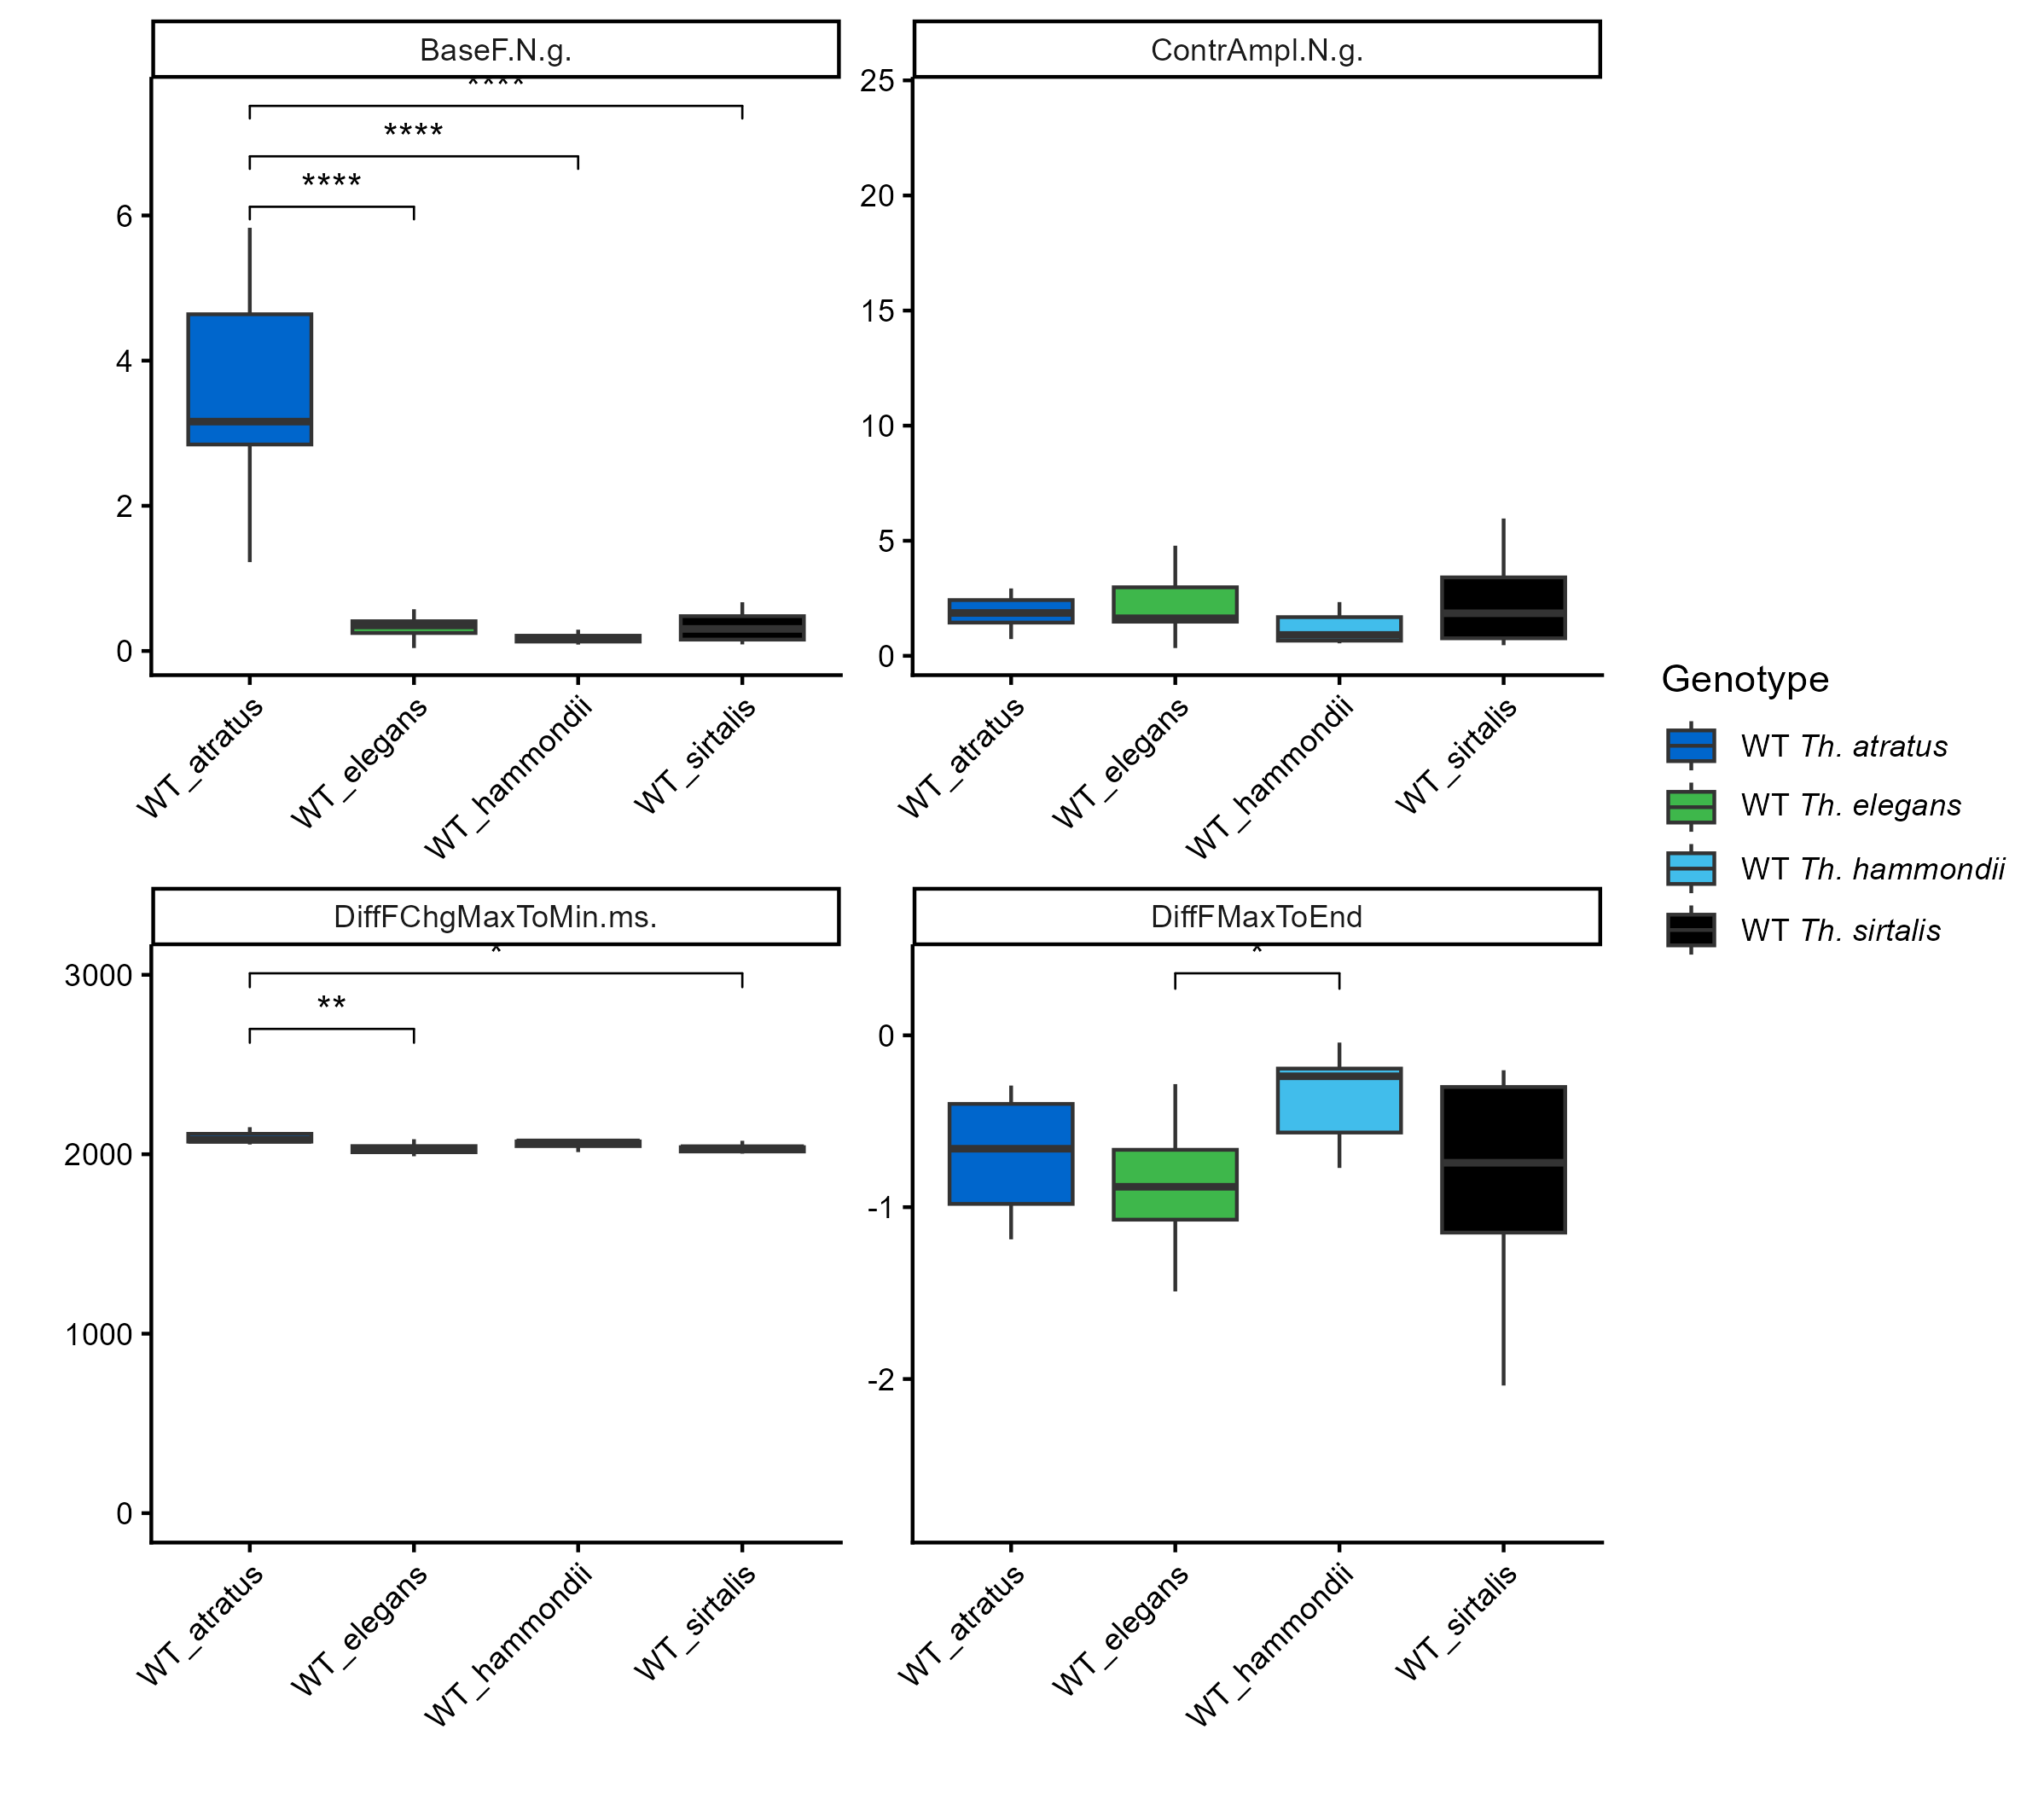 BaseF.N.g.
****
****
****
6
4
2
0
WT_atratus
WT_elegans
WT_hammondii
WT_sirtalis
ContrAmpl.N.g.
25
20
15
10
5
0
WT_atratus
WT_elegans
WT_hammondii
WT_sirtalis
DiffFChgMaxToMin.ms.
*
**
3000
2000
1000
0
WT_atratus
WT_elegans
WT_hammondii
WT_sirtalis
DiffFMaxToEnd
*
0
-1
-2
WT_atratus
WT_elegans
WT_hammondii
WT_sirtalis
Genotype
WT Th. atratus
WT Th. elegans
WT Th. hammondii
WT Th. sirtalis